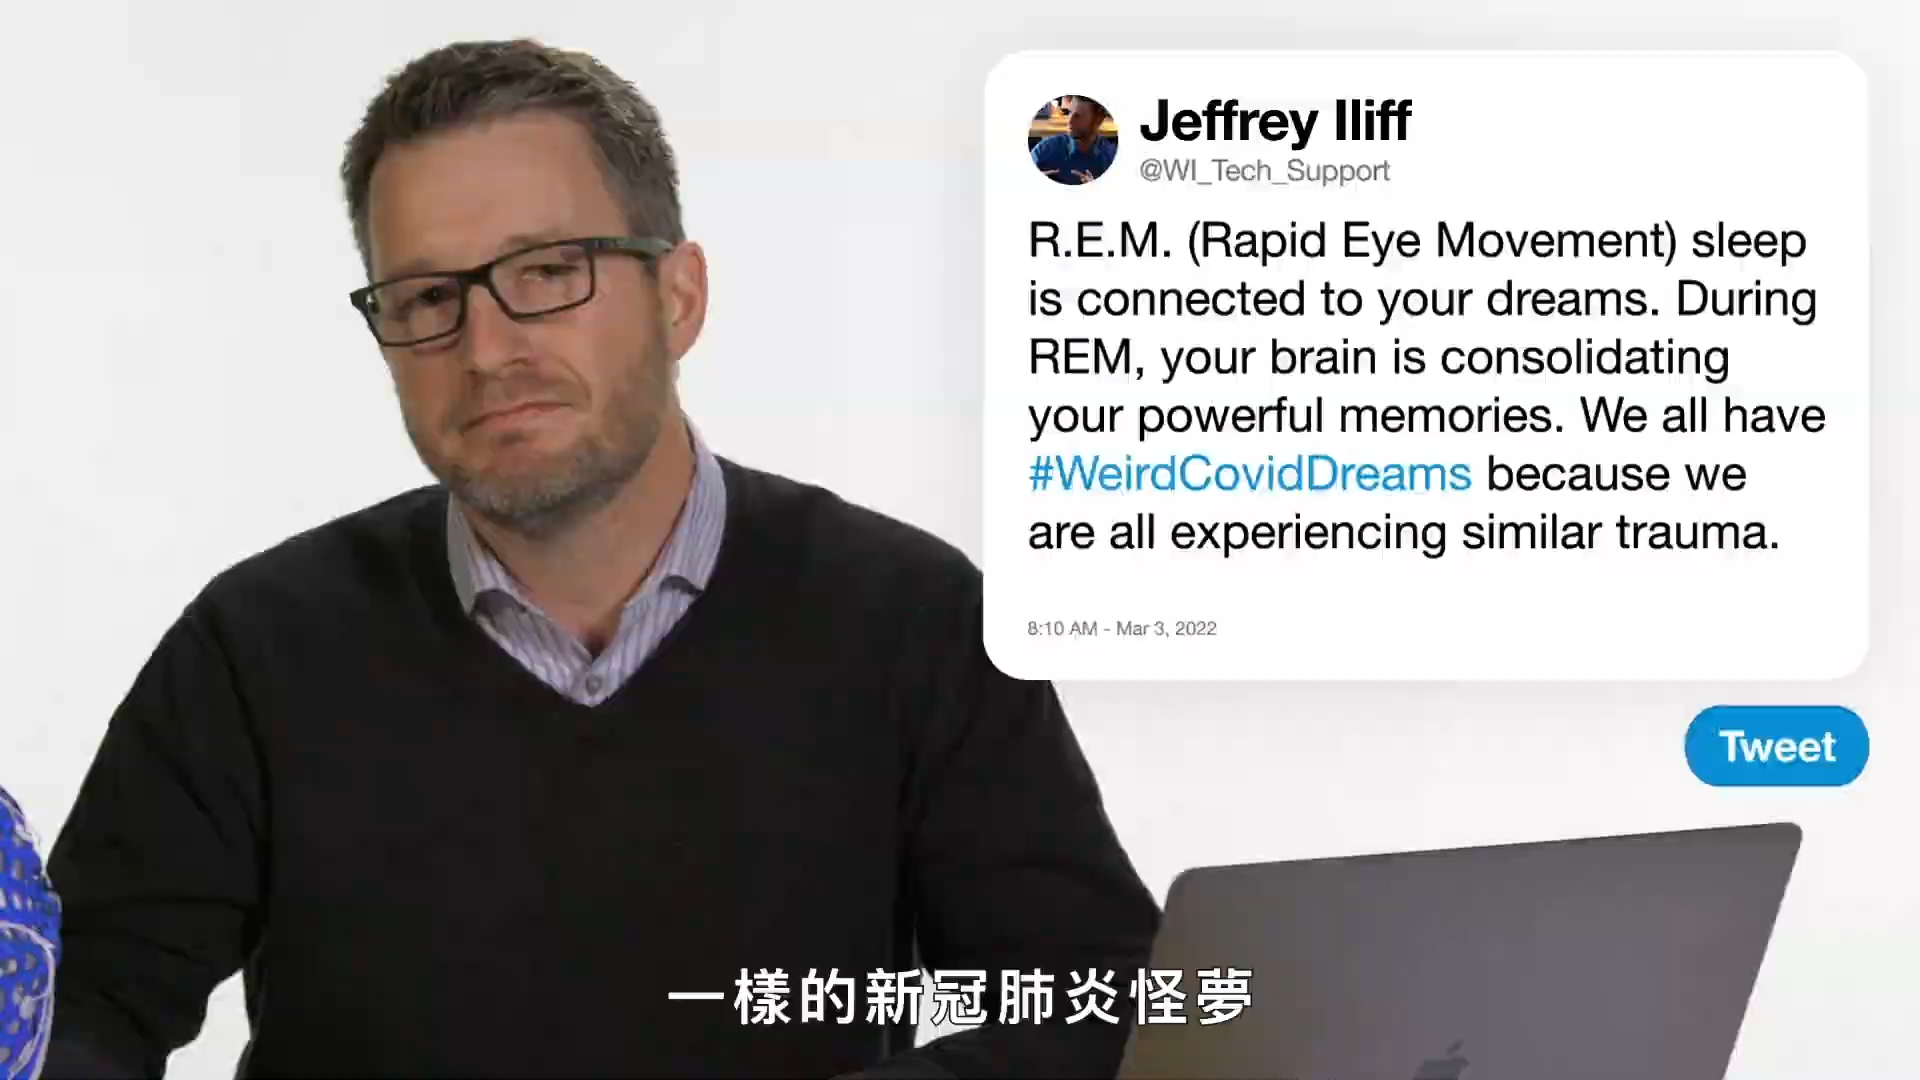 Jeffrey Iliff
@WI_Tech_Support
R.E.M. (Rapid Eye Movement) sleep
is connected to your dreams. During
REM, your brain is consolidating
your powerful memories. We all have
#WeirdCovidDreams because we
are all experiencing similar trauma.
8:10 AM - Mar 3, 2022
Tweet
一樣的新冠肺炎怪夢